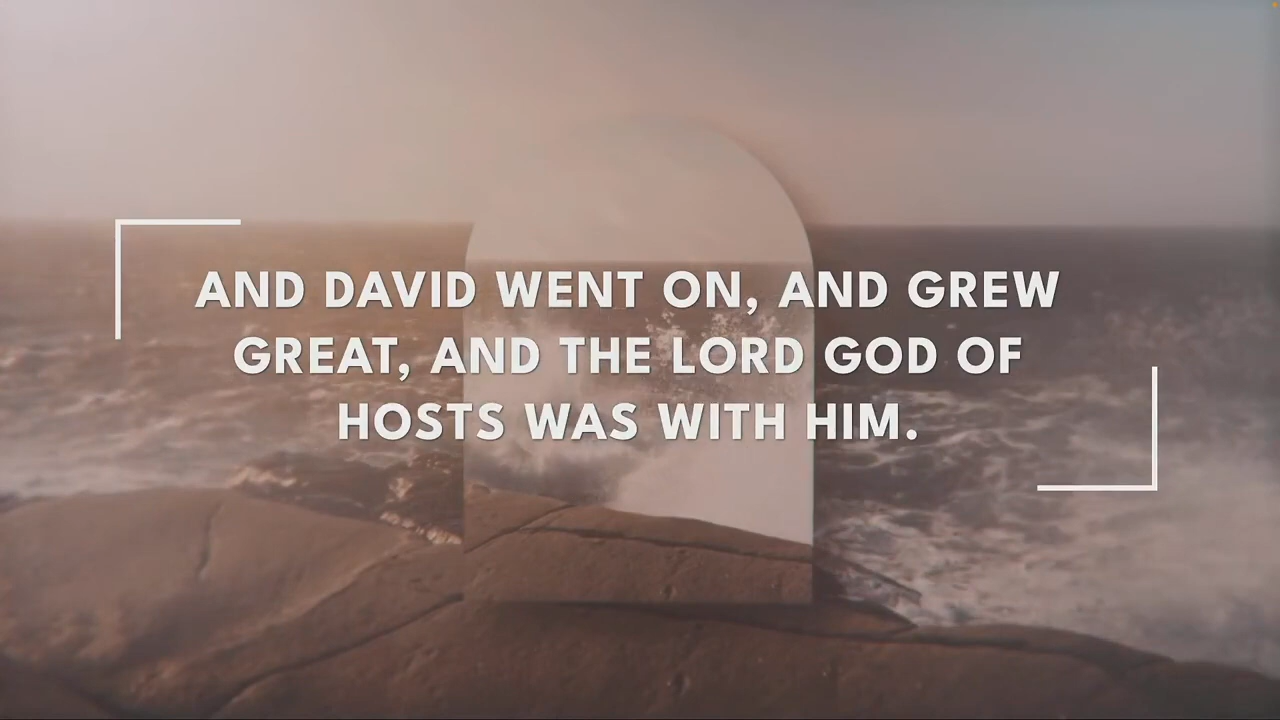 AND DAVID WENT ON, AND GREW
GREAT, AND THE LORD GOD OF
HOSTS WAS WITH HIM.